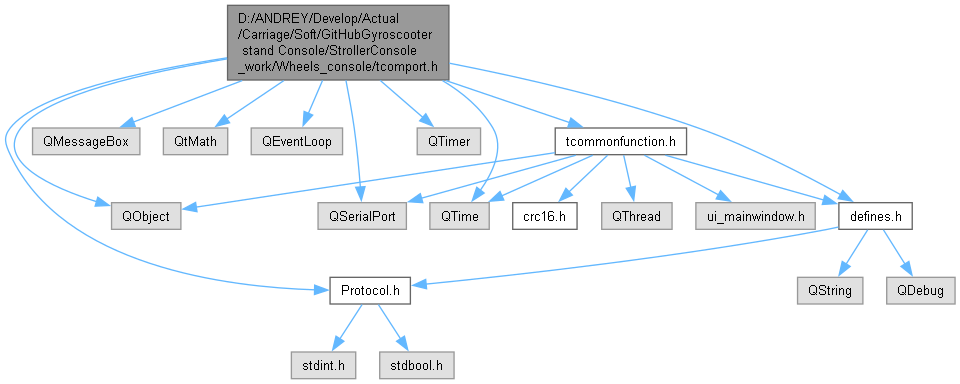 D:/ANDREY/Develop/Actual
/Carriage/Soft/GitHubGyroscooter
stand Console/StrollerConsole
_work/Wheels_console/tcomport.h
QMessageBox
QtMath
QEventLoop
QTimer
tcommonfunction.h
QObject
QSerialPort
QTime
crc16.h
QThread
ui_mainwindow.h
defines.h
Protocol.h
QString
QDebug
stdint.h
stdbool.h